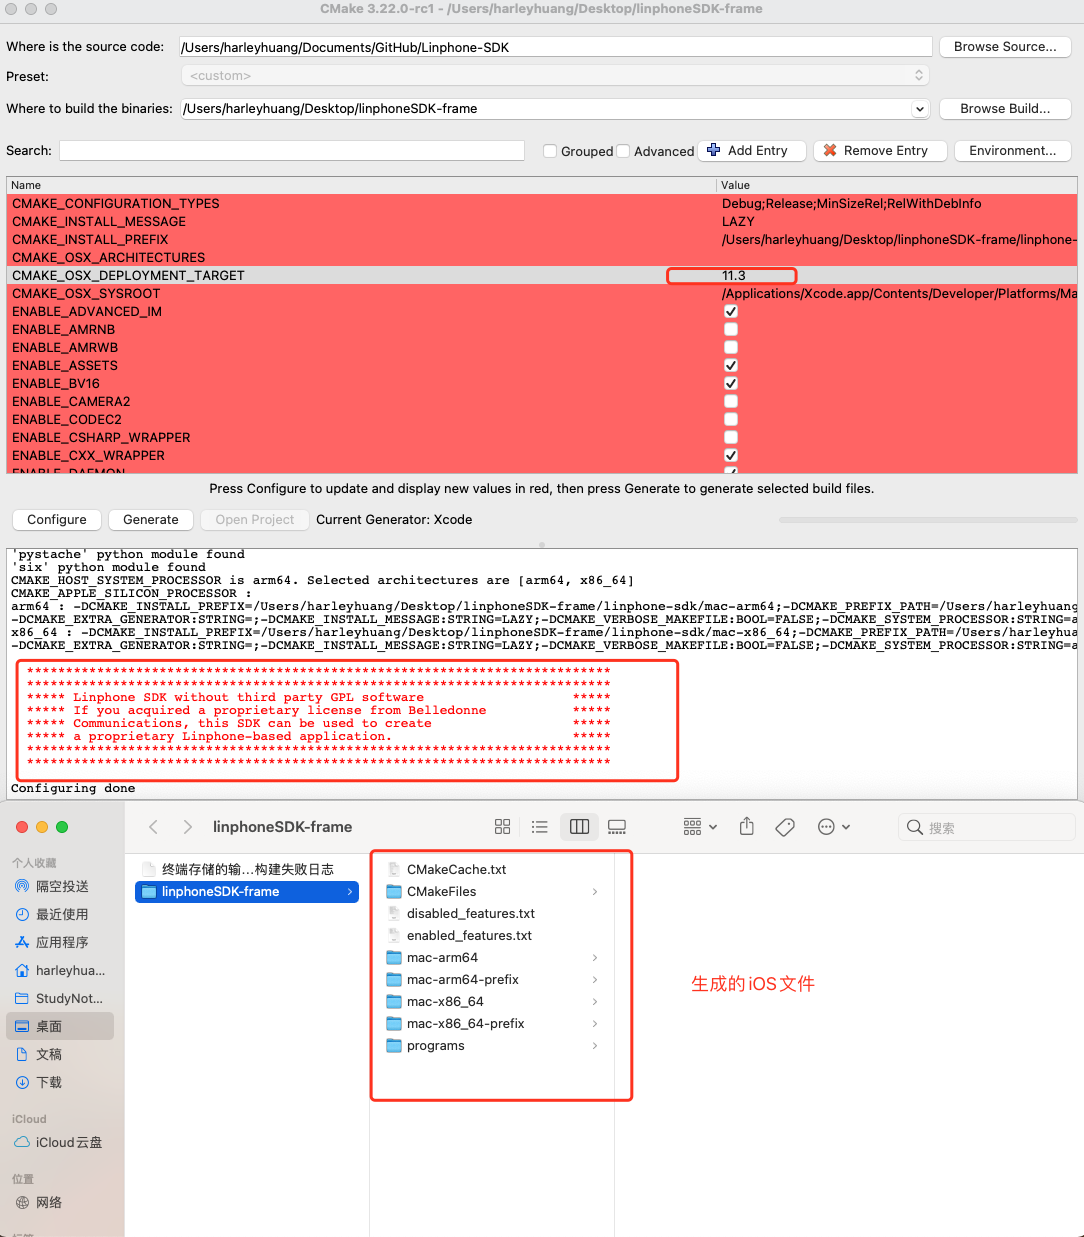 CMake 3.22.0-rc1 - /Users/harleyhuang/Desktop/linphoneSDK-frame
Where is the source code: /Users/harleyhuang/Documents/GitHub/Linphone-SDK Browse Source...
Preset: <custom>
Where to build the binaries: /Users/harleyhuang/Desktop/linphoneSDK-frame Browse Build...
Search: Grouped Advanced Add Entry Remove Entry Environment...
Name Value
CMAKE_CONFIGURATION_TYPES Debug;Release;MinSizeRel;RelWithDebInfo
CMAKE_INSTALL_MESSAGE LAZY
CMAKE_INSTALL_PREFIX /Users/harleyhuang/Desktop/linphoneSDK-frame/linphone-
CMAKE_OSX_ARCHITECTURES
CMAKE_OSX_DEPLOYMENT_TARGET 11.3
CMAKE_OSX_SYSROOT /Applications/Xcode.app/Contents/Developer/Platforms/Ma
ENABLE_ADVANCED_IM
ENABLE_AMRNB
ENABLE_AMRWB
ENABLE_ASSETS
ENABLE_BV16
ENABLE_CAMERA2
ENABLE_CODEC2
ENABLE_CSHARP_WRAPPER
ENABLE_CXX_WRAPPER
ENABLE_DAEMON
Press Configure to update and display new values in red, then press Generate to generate selected build files.
Configure Generate Open Project Current Generator: Xcode
'pystache' python module found
'six' python module found
CMAKE_HOST_SYSTEM_PROCESSOR is arm64. Selected architectures are [arm64, x86_64]
CMAKE_APPLE_SILICON_PROCESSOR :
arm64 : -DCMAKE_INSTALL_PREFIX=/Users/harleyhuang/Desktop/linphoneSDK-frame/linphone-sdk/mac-arm64;-DCMAKE_PREFIX_PATH=/Users/harleyhuang
-DCMAKE_EXTRA_GENERATOR:STRING=;-DCMAKE_INSTALL_MESSAGE:STRING=LAZY;-DCMAKE_VERBOSE_MAKEFILE:BOOL=FALSE;-DCMAKE_SYSTEM_PROCESSOR:STRING=a
x86_64 : -DCMAKE_INSTALL_PREFIX=/Users/harleyhuang/Desktop/linphoneSDK-frame/linphone-sdk/mac-x86_64;-DCMAKE_PREFIX_PATH=/Users/harleyhua
-DCMAKE_EXTRA_GENERATOR:STRING=;-DCMAKE_INSTALL_MESSAGE:STRING=LAZY;-DCMAKE_VERBOSE_MAKEFILE:BOOL=FALSE;-DCMAKE_SYSTEM_PROCESSOR:STRING=a
***************************************************************************
***************************************************************************
***** Linphone SDK without third party GPL software *****
***** If you acquired a proprietary license from Belledonne *****
***** Communications, this SDK can be used to create *****
***** a proprietary Linphone-based application. *****
***************************************************************************
***************************************************************************
Configuring done
linphoneSDK-frame 搜索
个人收藏
隔空投送
最近使用
应用程序
harleyhua...
StudyNot...
桌面
文稿
下载
iCloud
iCloud云盘
位置
网络
终端存储的输...构建失败日志
linphoneSDK-frame
CMakeCache.txt
CMakeFiles
disabled_features.txt
enabled_features.txt
mac-arm64
mac-arm64-prefix
mac-x86_64
mac-x86_64-prefix
programs
生成的iOS文件